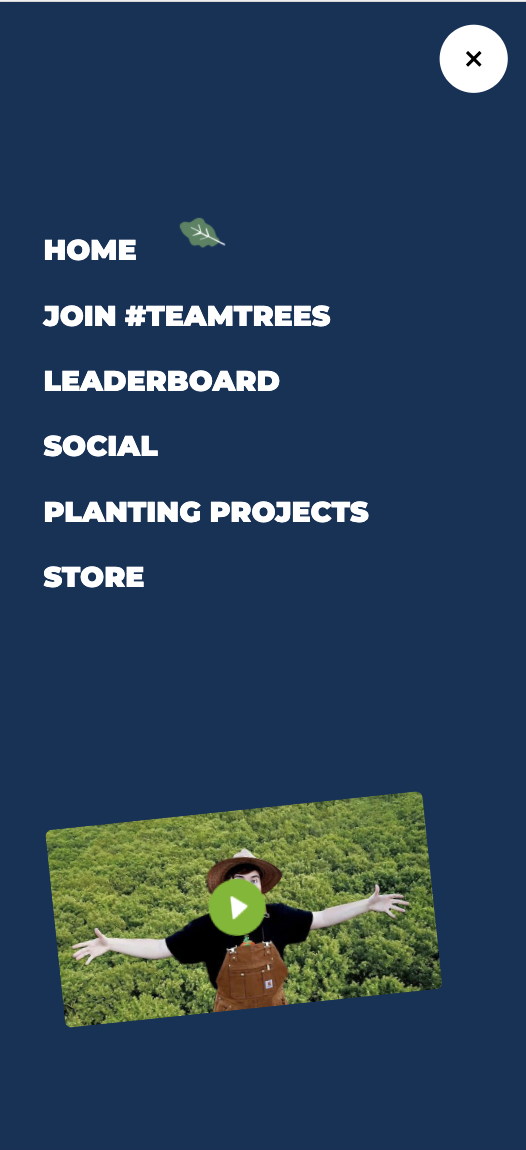 HOME
JOIN #TEAMTREES
LEADERBOARD
SOCIAL
PLANTING PROJECTS
STORE